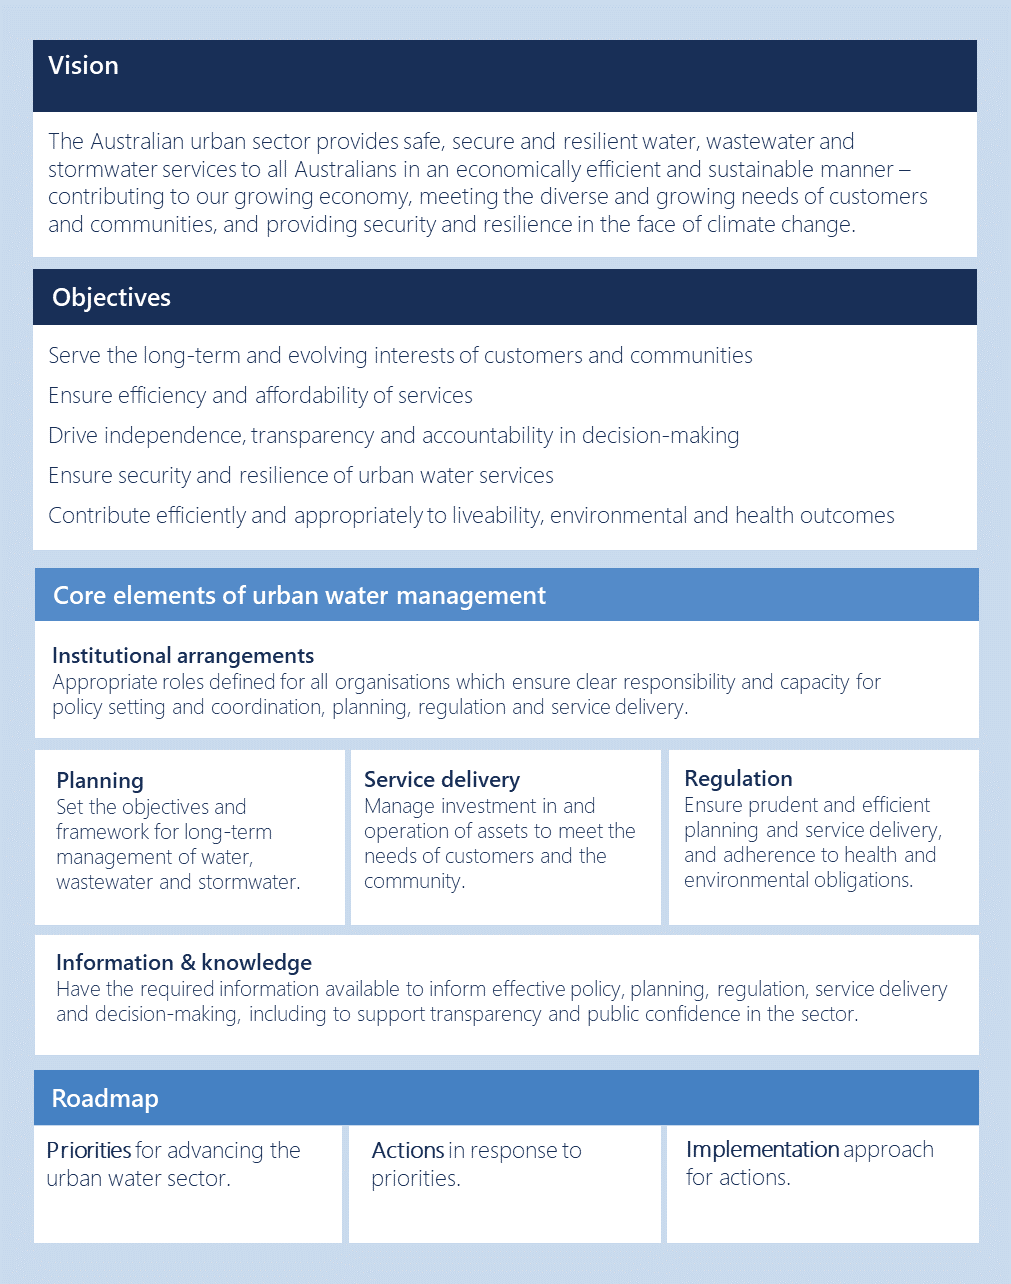 Vision
The Australian urban sector provides safe, secure and resilient water, wastewater and
stormwater services to all Australians in an economically efficient and sustainable manner –
contributing to our growing economy, meeting the diverse and growing needs of customers
and communities, and providing security and resilience in the face of climate change.
Objectives
Serve the long-term and evolving interests of customers and communities
Ensure efficiency and affordability of services
Drive independence, transparency and accountability in decision-making
Ensure security and resilience of urban water services
Contribute efficiently and appropriately to liveability, environmental and health outcomes
Core elements of urban water management
Institutional arrangements
Appropriate roles defined for all organisations which ensure clear responsibility and capacity for
policy setting and coordination, planning, regulation and service delivery.
Planning
Set the objectives and
framework for long-term
management of water,
wastewater and stormwater.
Service delivery
Manage investment in and
operation of assets to meet the
needs of customers and the
community.
Regulation
Ensure prudent and efficient
planning and service delivery,
and adherence to health and
environmental obligations.
Information & knowledge
Have the required information available to inform effective policy, planning, regulation, service delivery
and decision-making, including to support transparency and public confidence in the sector.
Roadmap
Priorities for advancing the
urban water sector.
Actions in response to
priorities.
Implementation approach
for actions.